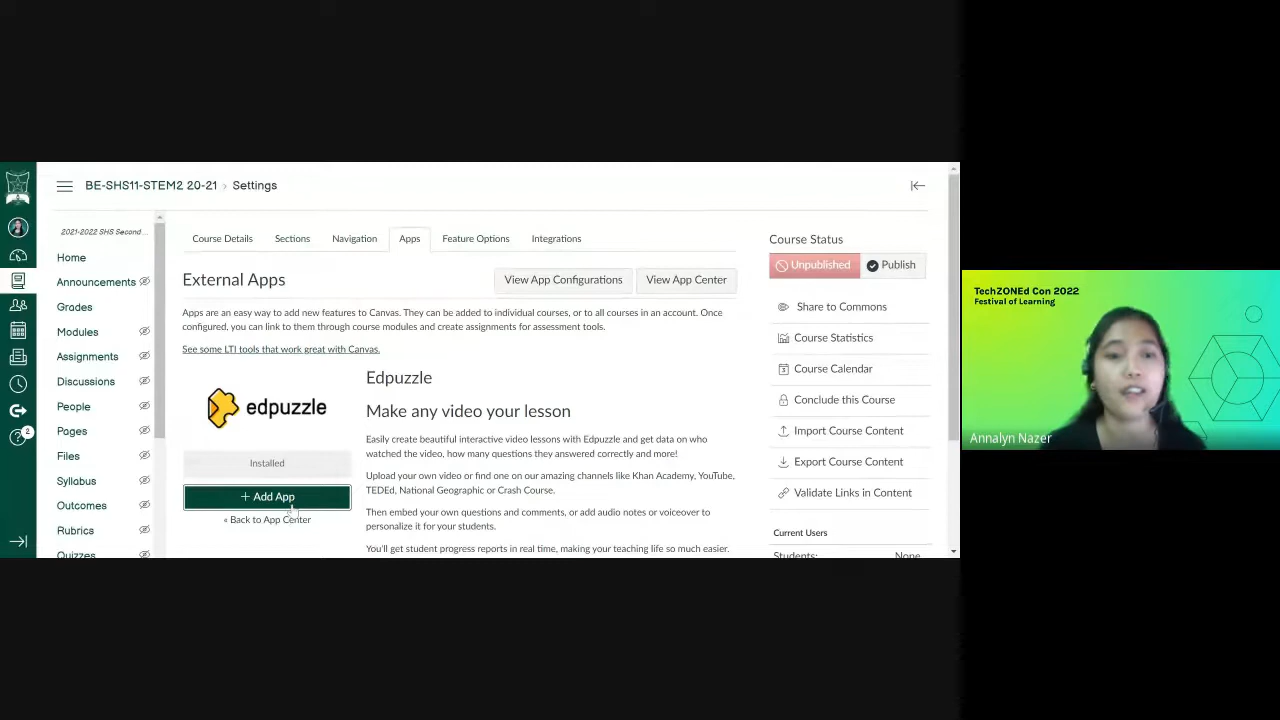 BE-SHS11-STEM2 20-21 › Settings
2021-2022 SHS Second ...
Home
Announcements
Grades
Modules
Assignments
Discussions
People
Pages
Files
Syllabus
Outcomes
Rubrics
Quizzes
2
Course Details
Sections
Navigation
Apps
Feature Options
Integrations
External Apps
View App Configurations
View App Center
Apps are an easy way to add new features to Canvas. They can be added to individual courses, or to all courses in an account. Once
configured, you can link to them through course modules and create assignments for assessment tools.
See some LTI tools that work great with Canvas.
edpuzzle
Installed
+ Add App
« Back to App Center
Edpuzzle
Make any video your lesson
Easily create beautiful interactive video lessons with Edpuzzle and get data on who
watched the video, how many questions they answered correctly and more!
Upload your own video or find one on our amazing channels like Khan Academy, YouTube,
TEDEd, National Geographic or Crash Course.
Then embed your own questions and comments, or add audio notes or voiceover to
personalize it for your students.
You'll get student progress reports in real time, making your teaching life so much easier.
Course Status
Unpublished
Publish
Share to Commons
Course Statistics
Course Calendar
Conclude this Course
Import Course Content
Export Course Content
Validate Links in Content
Current Users
Students: None
TechZONEd Con 2022
Festival of Learning
Annalyn Nazer